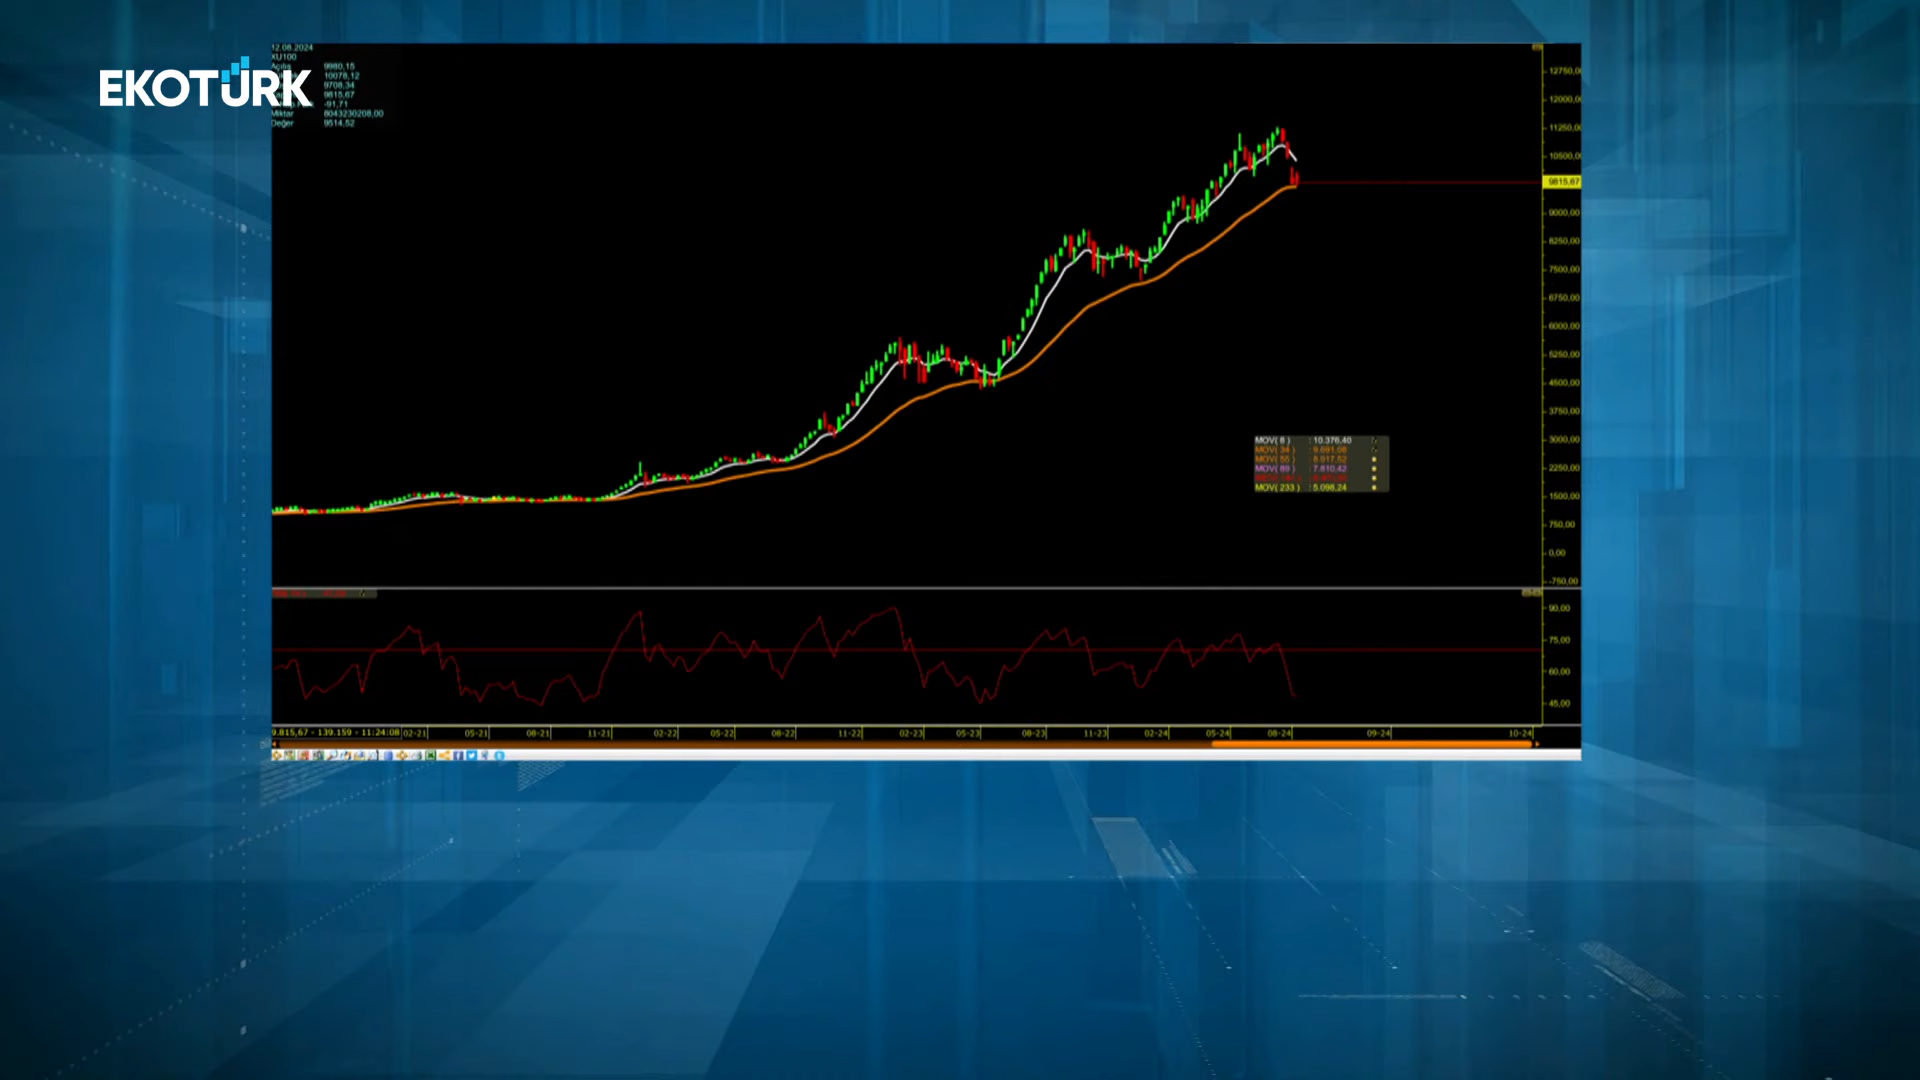 12.08.2024
XU100
EKOTÜRK
Açılış 9980,15
10078,12
9708,34
9815,67
-91,71
Miktar 8043230208,00
Değer 9514,52
12750,00
12000,00
11250,00
10500,00
9815,67
9000,00
8250,00
7500,00
6750,00
6000,00
5250,00
4500,00
3750,00
3000,00
2250,00
1500,00
750,00
0,00
-750,00
MOV( 8 ) : 10.376,40
MOV( 34 ) : 9.691,08
MOV( 55 ) : 8.917,52
MOV( 89 ) : 7.810,42
MOV( 233 ) : 5.098,24
90,00
75,00
60,00
45,00
9.815,67 - 139.159 - 11:24:08 02-21 05-21 08-21 11-21 02-22 05-22 08-22 11-22 02-23 05-23 08-23 11-23 02-24 05-24 08-24 09-24 10-24